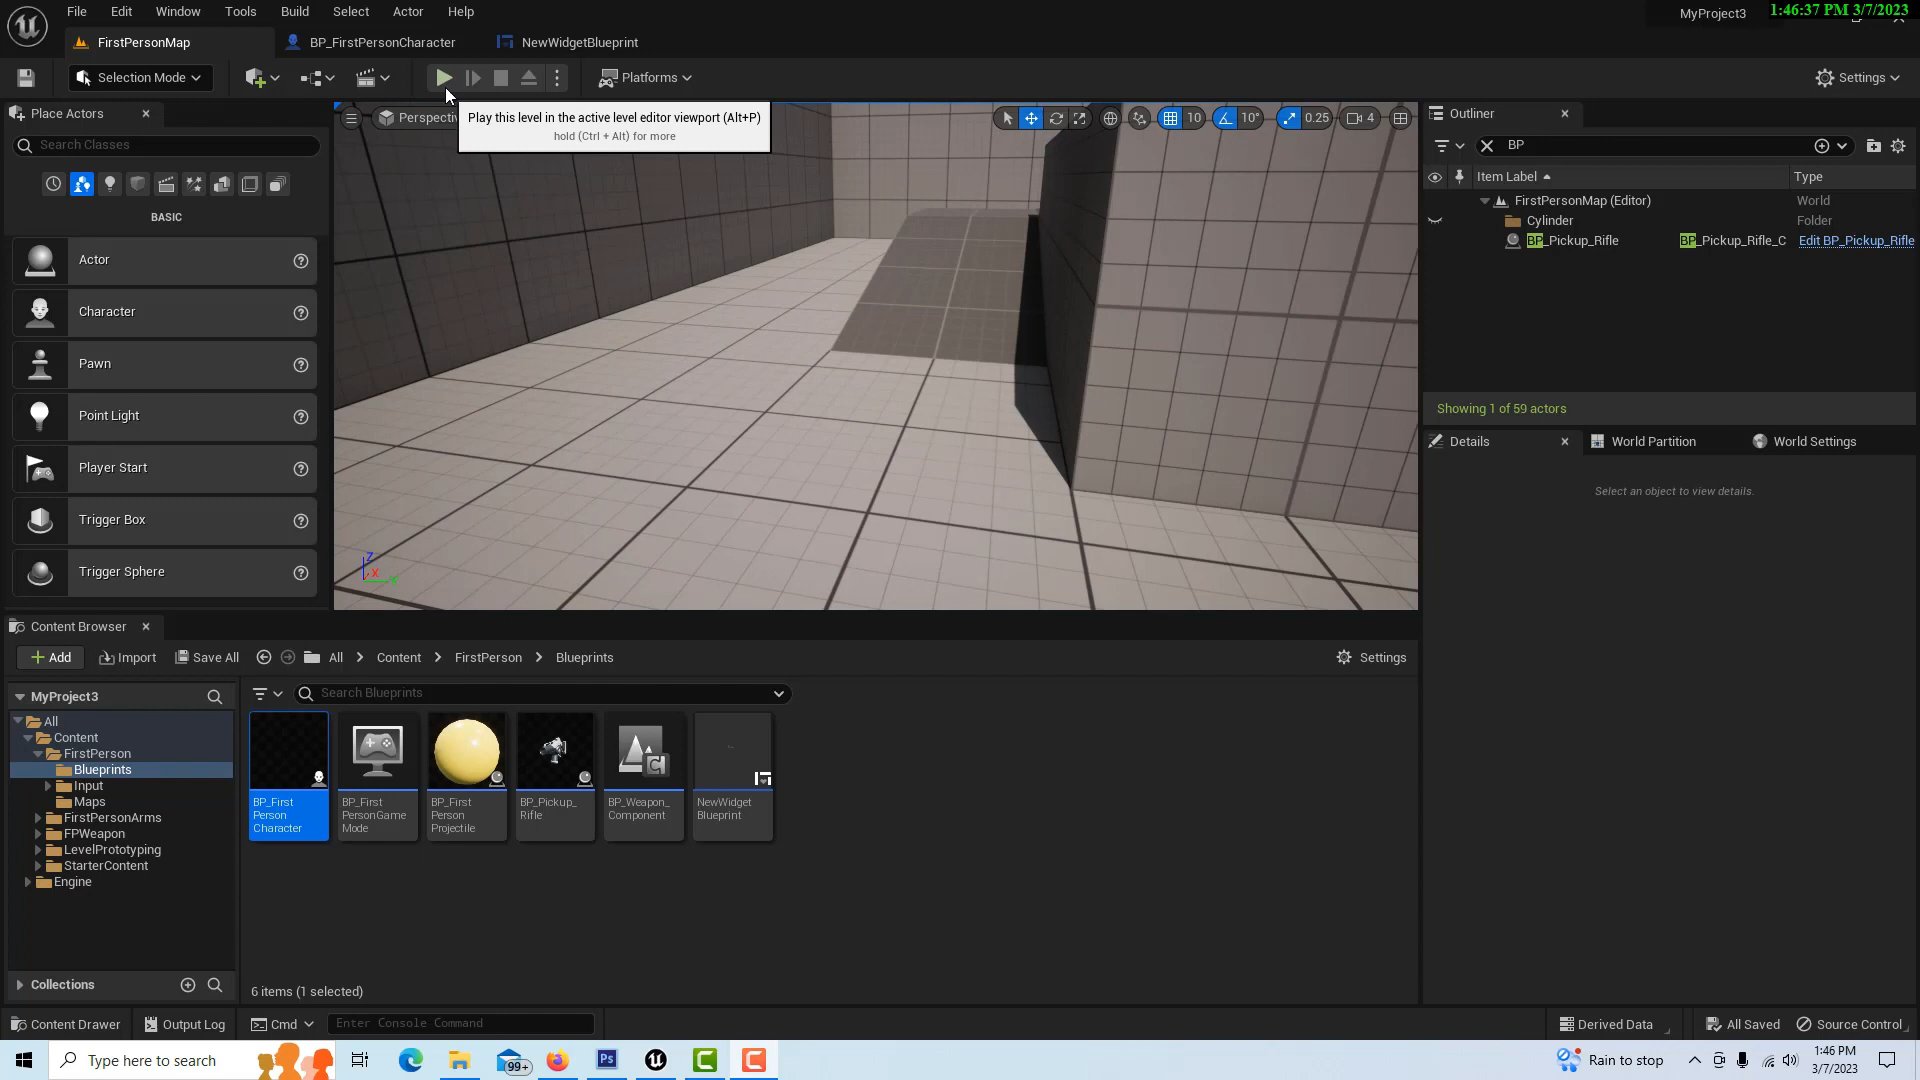 File Edit Window Tools Build Select Actor Help
MyProject3
1:46:37 PM 3/7/2023
FirstPersonMap
BP_FirstPersonCharacter
NewWidgetBlueprint
Selection Mode
Platforms
Settings
Place Actors
Search Classes
BASIC
Actor
Character
Pawn
Point Light
Player Start
Trigger Box
Trigger Sphere
Play this level in the active level editor viewport (Alt+P)
hold (Ctrl + Alt) for more
10
10°
0.25
4
Z
X
Y
Outliner
BP
Item Label
Type
FirstPersonMap (Editor) World
Cylinder Folder
BP_Pickup_Rifle BP_Pickup_Rifle_C Edit BP_Pickup_Rifle
Showing 1 of 59 actors
Details
World Partition
World Settings
Select an object to view details.
Content Browser
Add
Import
Save All
All
Content
FirstPerson
Blueprints
Settings
MyProject3
All
Content
FirstPerson
Blueprints
Input
Maps
FirstPersonArms
FPWeapon
LevelPrototyping
StarterContent
Engine
Collections
Search Blueprints
BP_First
Person
Character
BP_First
PersonGame
Mode
BP_First
Person
Projectile
BP_Pickup_
Rifle
BP_Weapon_
Component
NewWidget
Blueprint
6 items (1 selected)
Content Drawer
Output Log
Cmd
Enter Console Command
Derived Data
All Saved
Source Control
Type here to search
99+
Ps
Rain to stop
1:46 PM
3/7/2023